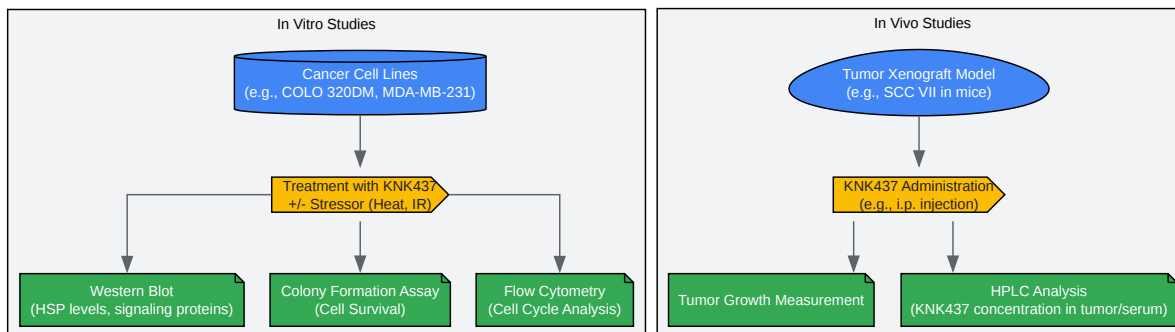 In Vitro Studies
Cancer Cell Lines
(e.g., COLO 320DM, MDA-MB-231)
Treatment with KNK437
+/- Stressor (Heat, IR)
Western Blot
(HSP levels, signaling proteins)
Colony Formation Assay
(Cell Survival)
Flow Cytometry
(Cell Cycle Analysis)
In Vivo Studies
Tumor Xenograft Model
(e.g., SCC VII in mice)
KNK437 Administration
(e.g., i.p. injection)
Tumor Growth Measurement
HPLC Analysis
(KNK437 concentration in tumor/serum)